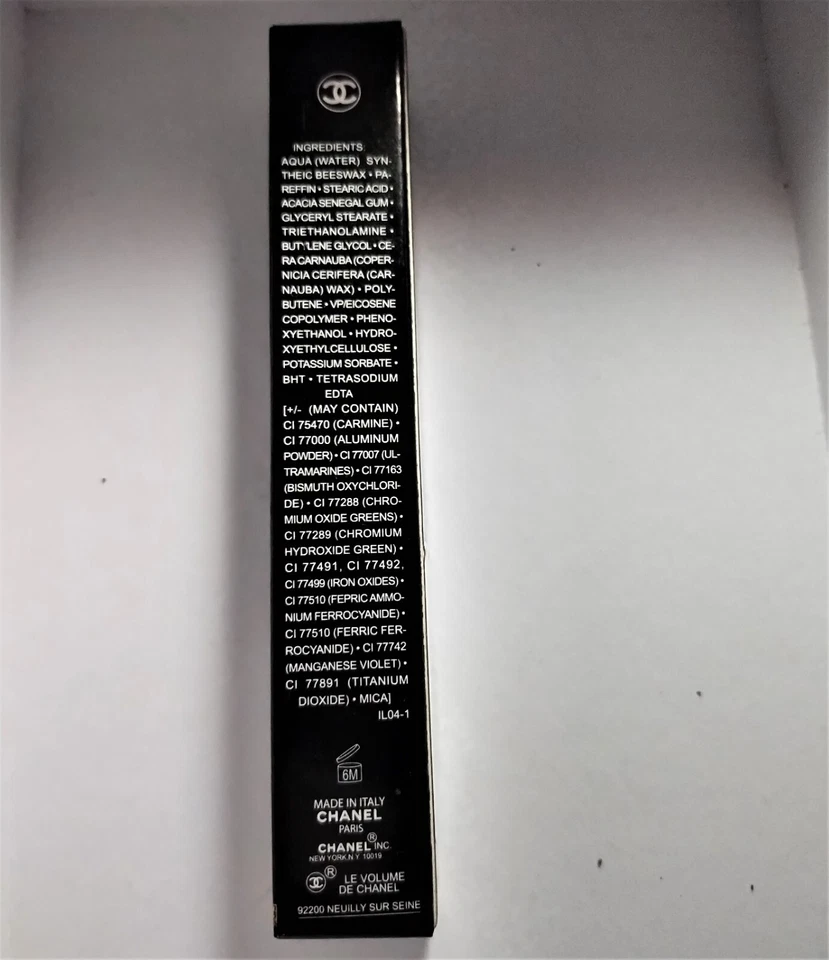 INGREDIENTS:
AQUA (WATER) SYN-
THEIC BEESWAX • PA-
REFFIN • STEARIC ACID •
ACACIA SENEGAL GUM •
GLYCERYL STEARATE •
TRIETHANOLAMINE •
BUTYLENE GLYCOL • CE-
RA CARNAUBA (COPER-
NICIA CERIFERA (CAR-
NAUBA) WAX) • POLY-
BUTENE • VP/EICOSENE
COPOLYMER • PHENO-
XYETHANOL • HYDRO-
XYETHYLCELLULOSE •
POTASSIUM SORBATE •
BHT • TETRASODIUM
EDTA
[+/- (MAY CONTAIN)
CI 75470 (CARMINE) •
CI 77000 (ALUMINUM
POWDER) • CI 77007 (UL-
TRAMARINES) • CI 77163
(BISMUTH OXYCHLORI-
DE) • CI 77288 (CHRO-
MIUM OXIDE GREENS) •
CI 77289 (CHROMIUM
HYDROXIDE GREEN) •
CI 77491, CI 77492,
CI 77499 (IRON OXIDES) •
CI 77510 (FEPRIC AMMO-
NIUM FERROCYANIDE) •
CI 77510 (FERRIC FER-
ROCYANIDE) • CI 77742
(MANGANESE VIOLET) •
CI 77891 (TITANIUM
DIOXIDE) • MICA]
IL04-1
6M
MADE IN ITALY
CHANEL
PARIS
CHANEL® INC.
NEW YORK.N.Y 10019
® LE VOLUME
DE CHANEL
92200 NEUILLY SUR SEINE